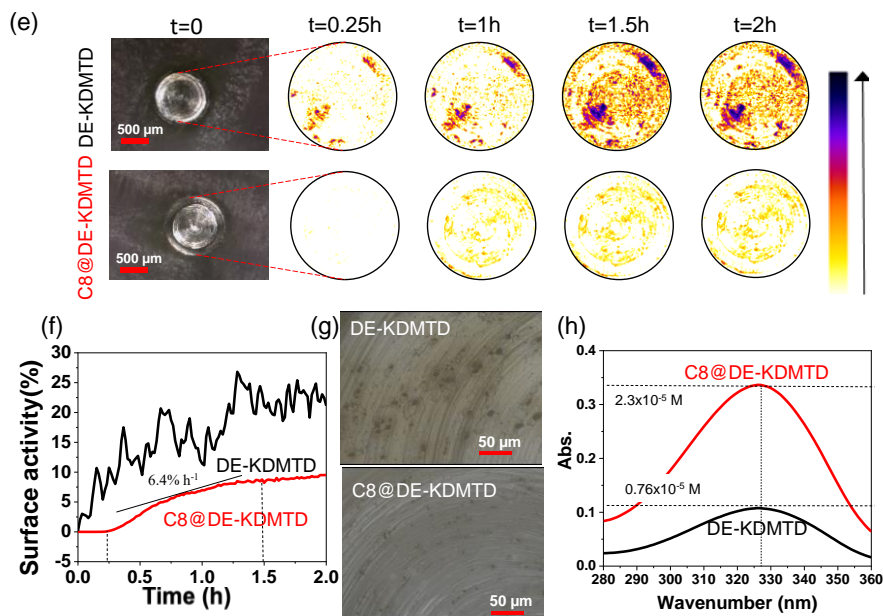 (e)
t=0
t=0.25h
t=1h
t=1.5h
t=2h
DE-KDMTD
500 µm
C8@DE-KDMTD
500 µm
(f)
Surface activity(%)
30
25
20
15
10
5
0
-5
6.4% h-1
DE-KDMTD
C8@DE-KDMTD
0.0
0.5
1.0
1.5
2.0
Time (h)
(g)
DE-KDMTD
50 µm
C8@DE-KDMTD
50 µm
(h)
Abs.
0.4
0.3
0.2
0.1
0.0
C8@DE-KDMTD
2.3x10-5 M
0.76x10-5 M
DE-KDMTD
280
290
300
310
320
330
340
350
360
Wavenumber (nm)